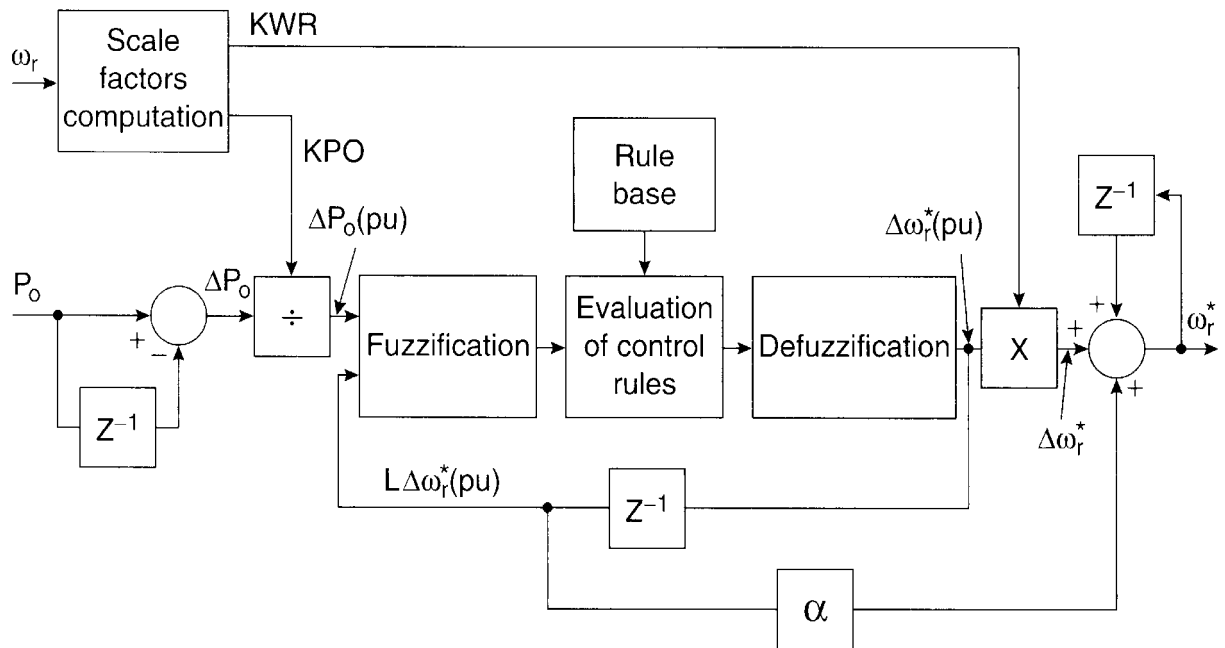 KWR
Scale
factors
computation
ωᵣ
KPO
Rule
base
Z⁻¹
ΔPₒ(pu)
Δωᵣ*(pu)
Pₒ
ΔPₒ
÷
+
−
Fuzzification
Evaluation
of control
rules
Defuzzification
X
+
+
+
ωᵣ*
Δωᵣ*
Z⁻¹
LΔωᵣ*(pu)
Z⁻¹
α